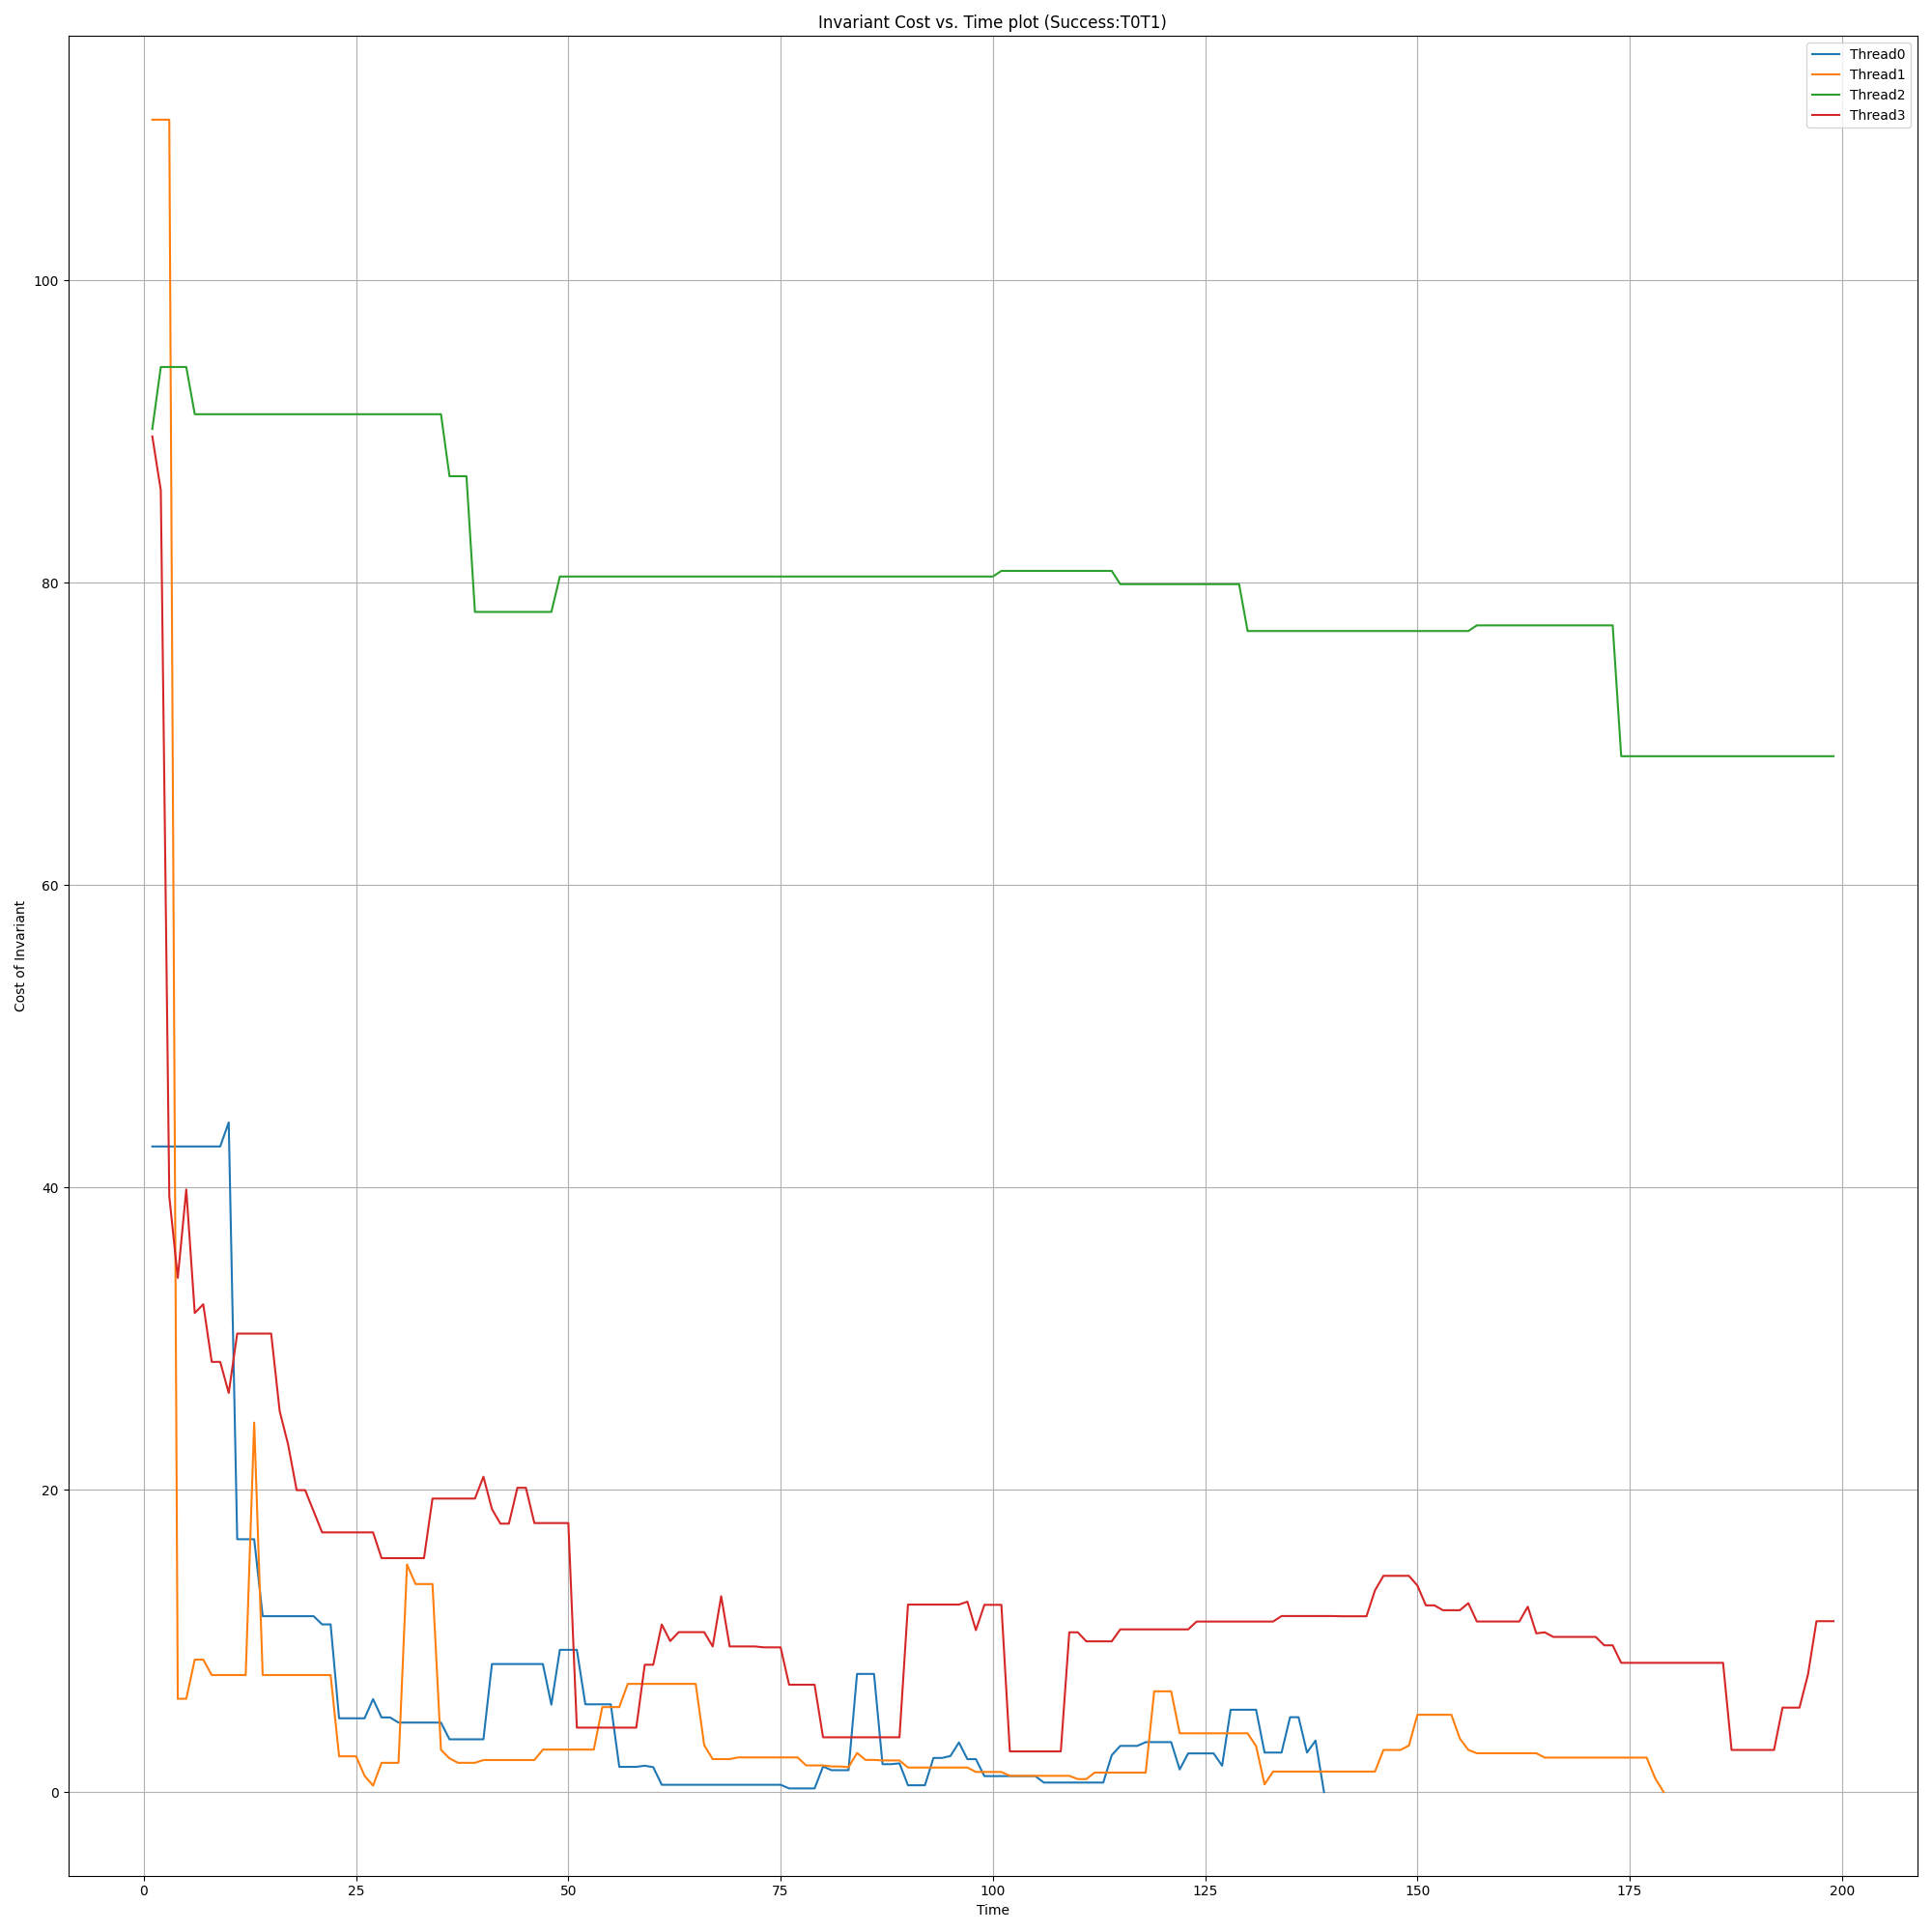 Invariant Cost vs. Time plot (Success:T0T1)
Thread0
Thread1
Thread2
Thread3
Cost of Invariant
100
80
60
40
20
0
0 25 50 75 100 125 150 175 200
Time